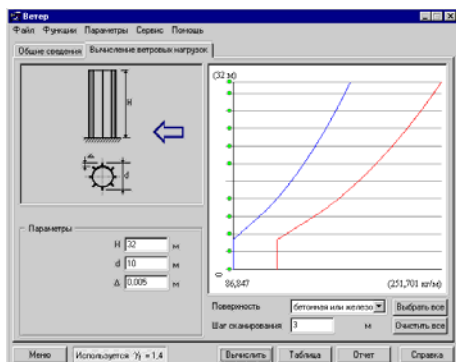 Ветер
Файл Функции Параметры Сервис Помощь
Общие сведения Вычисление ветровых нагрузок
H
d
Δ
(32 м)
0
86,847 (251,701 кг/м)
Параметры
H 32 м
d 10 м
Δ 0.005 м
Поверхность бетонная или железо Выбрать все
Шаг сканирования 3 м Очистить все
Меню Используется γf = 1,4 Вычислить Таблица Отчет Справка